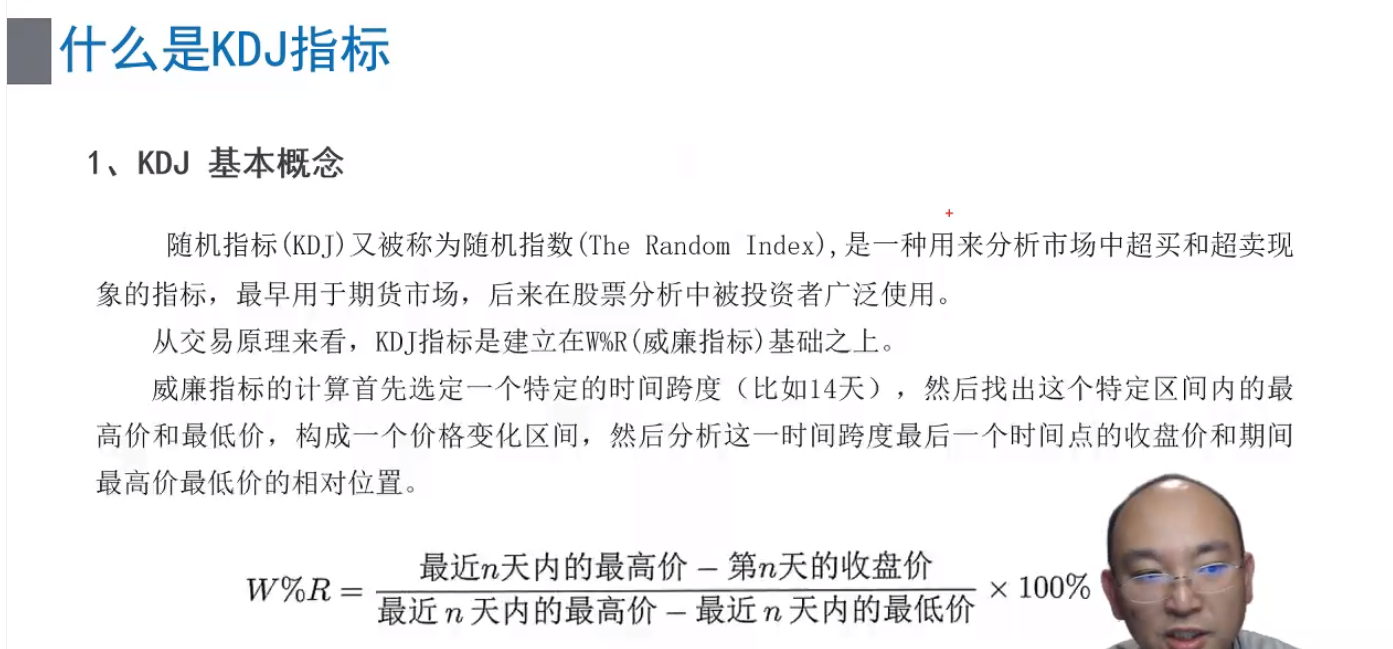 什么是KDJ指标
1、KDJ 基本概念
随机指标(KDJ)又被称为随机指数(The Random Index),是一种用来分析市场中超买和超卖现
象的指标，最早用于期货市场，后来在股票分析中被投资者广泛使用。
从交易原理来看，KDJ指标是建立在W%R(威廉指标)基础之上。
威廉指标的计算首先选定一个特定的时间跨度（比如14天），然后找出这个特定区间内的最
高价和最低价，构成一个价格变化区间，然后分析这一时间跨度最后一个时间点的收盘价和期间
最高价最低价的相对位置。
最近n天内的最高价 − 第n天的收盘价
W%R = × 100%
最近 n 天内的最高价 − 最近 n 天内的最低价